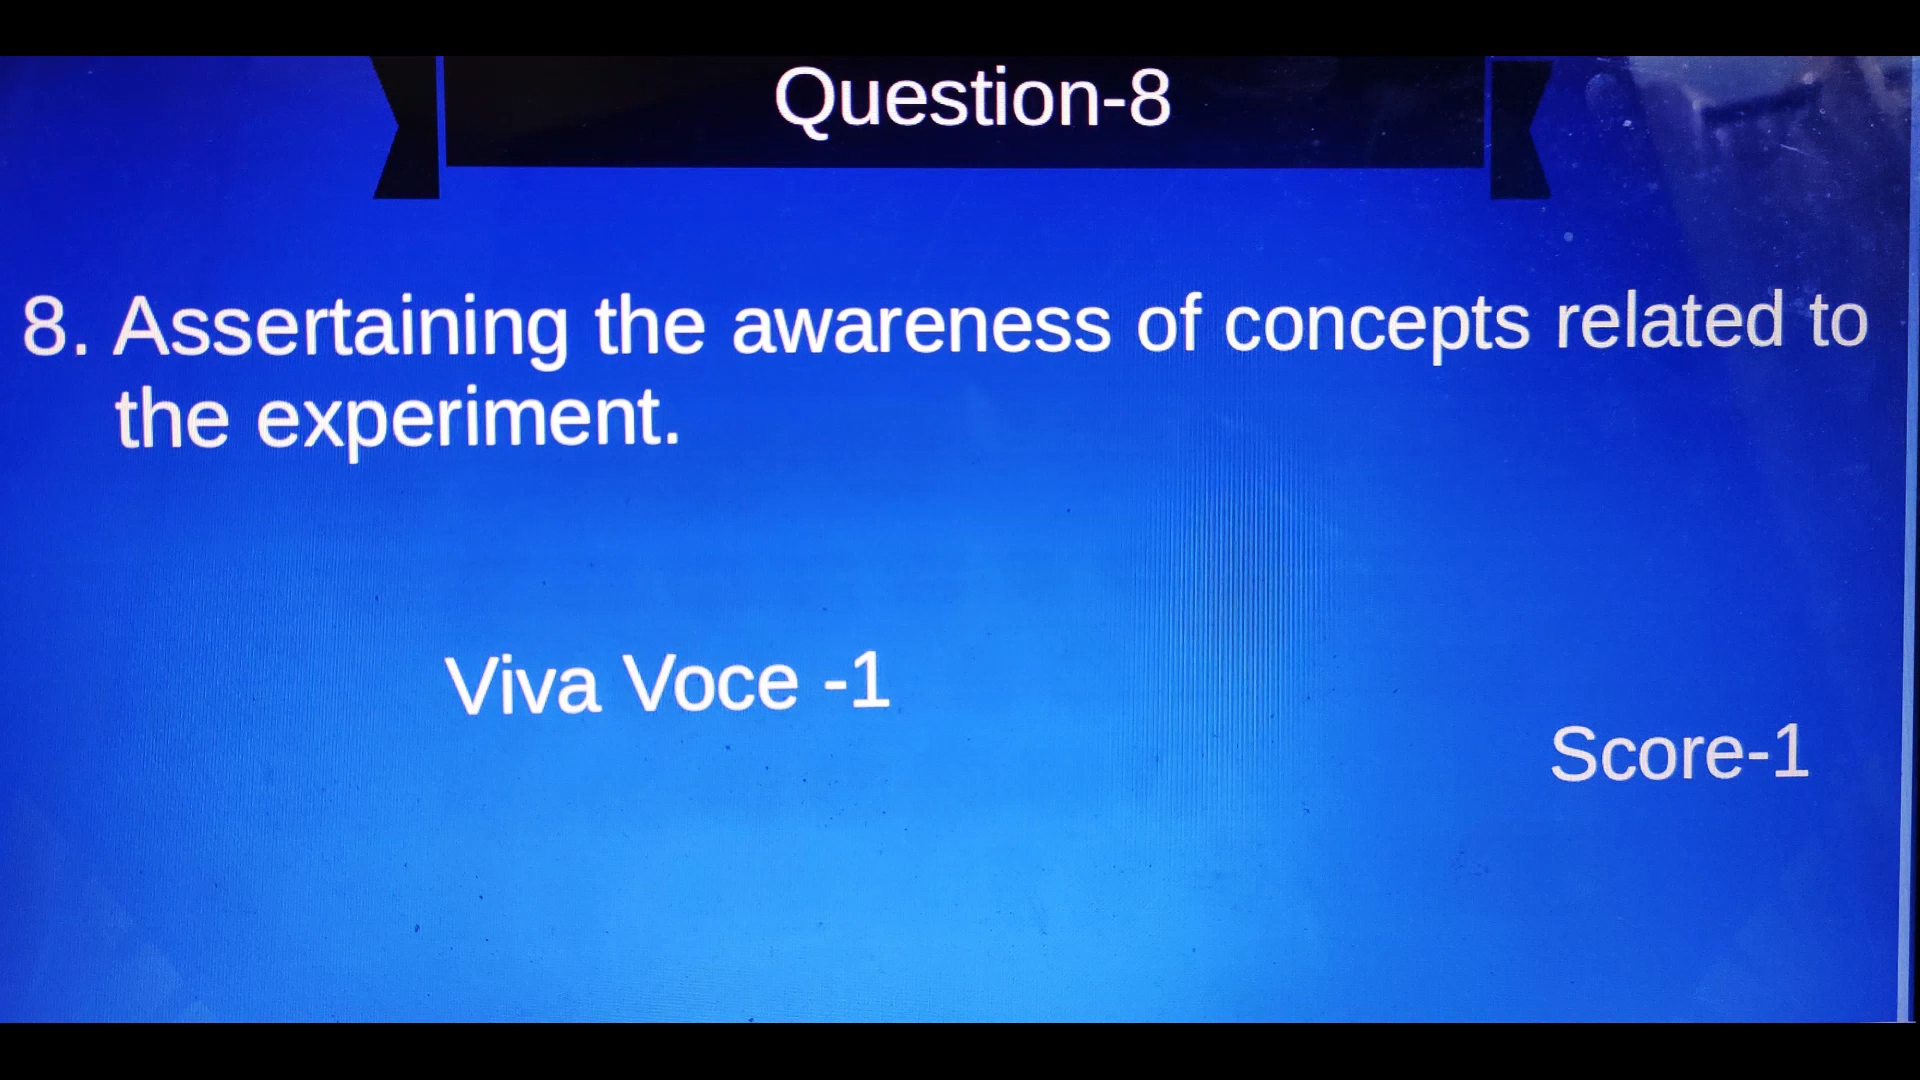 Question-8
8. Assertaining the awareness of concepts related to
the experiment.
Viva Voce -1
Score-1